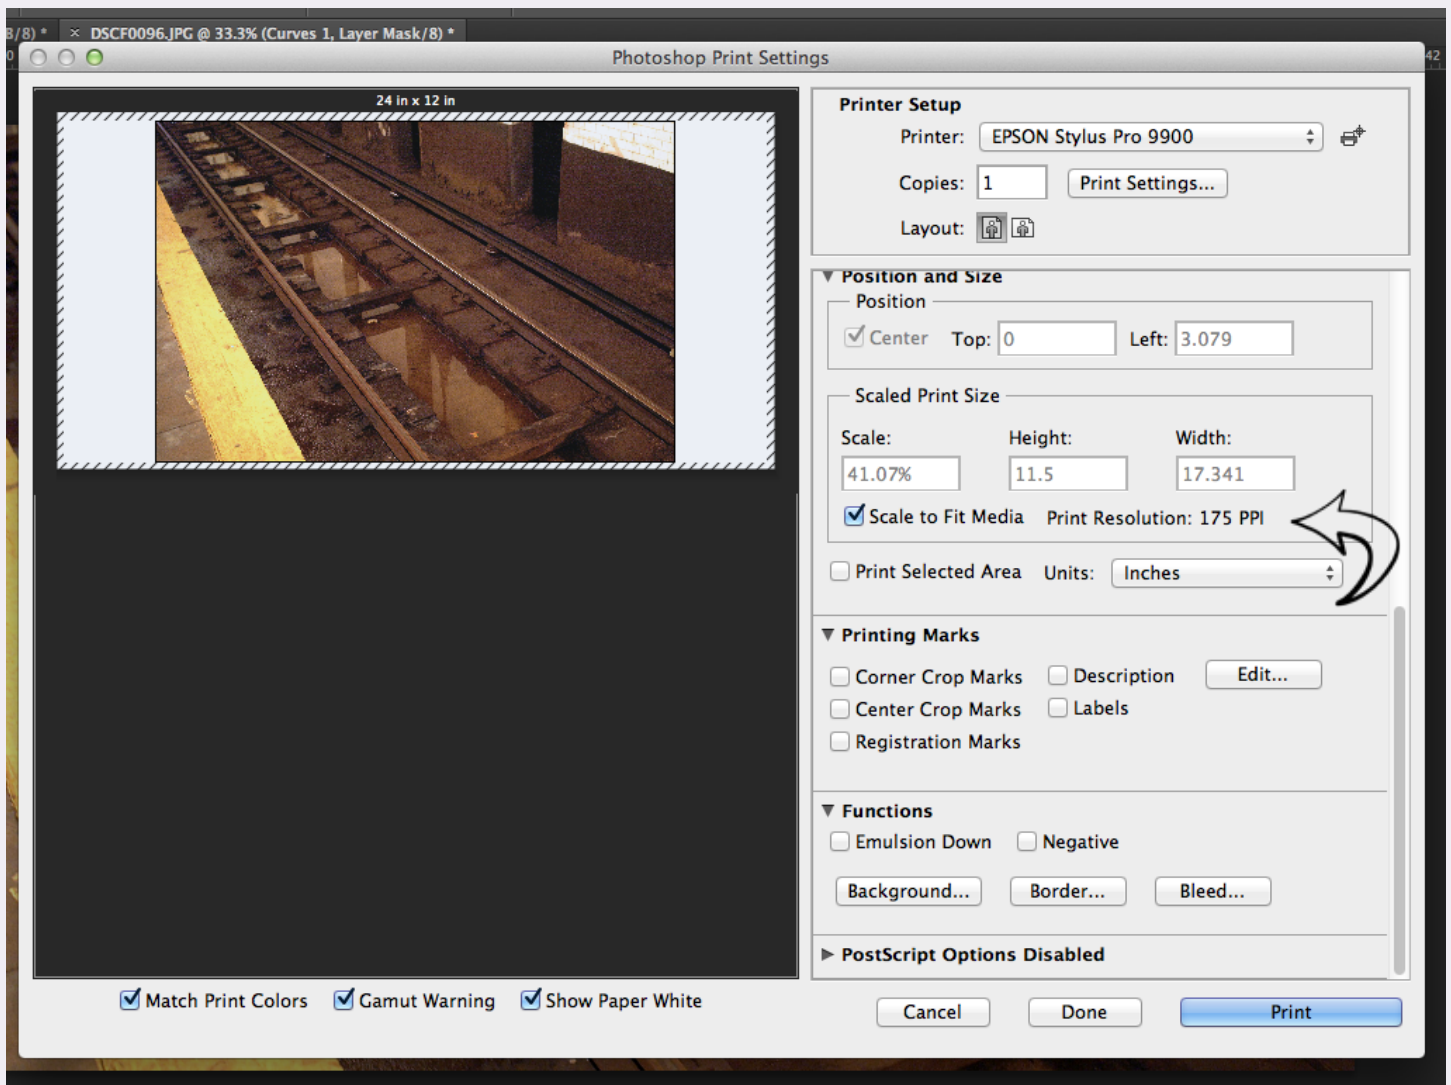 B/8) *
× DSCF0096.JPG @ 33.3% (Curves 1, Layer Mask/8) *
0
42
Photoshop Print Settings
24 in x 12 in
Printer Setup
Printer: EPSON Stylus Pro 9900
Copies: 1 Print Settings...
Layout:
Position and Size
Position
Center Top: 0 Left: 3.079
Scaled Print Size
Scale: Height: Width:
41.07% 11.5 17.341
Scale to Fit Media Print Resolution: 175 PPI
Print Selected Area Units: Inches
Printing Marks
Corner Crop Marks Description Edit...
Center Crop Marks Labels
Registration Marks
Functions
Emulsion Down Negative
Background... Border... Bleed...
PostScript Options Disabled
Match Print Colors Gamut Warning Show Paper White
Cancel Done Print